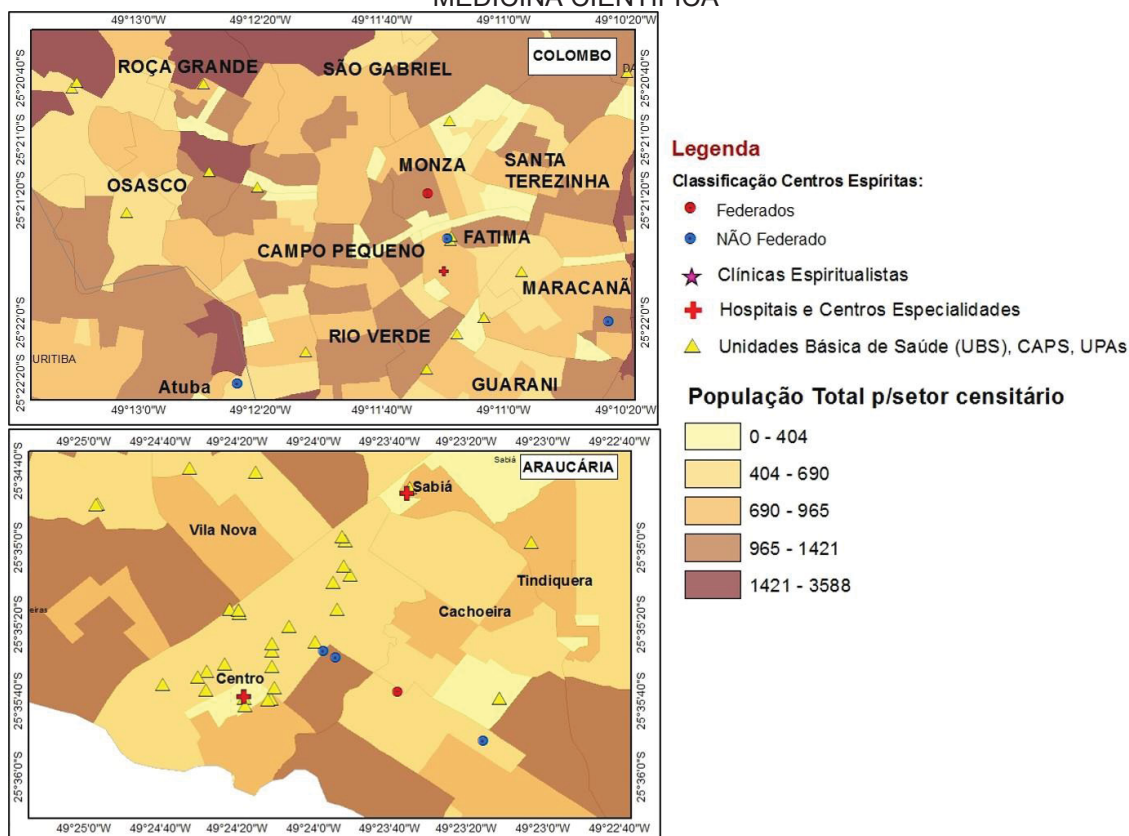 MEDICINA CIENTÍFICA
49°13'0"W 49°12'20"W 49°11'40"W 49°11'0"W 49°10'20"W
COLOMBO
ROÇA GRANDE
SÃO GABRIEL
MONZA
SANTA
TEREZINHA
OSASCO
CAMPO PEQUENO
FATIMA
MARACANÃ
RIO VERDE
URITIBA
Atuba
GUARANI
25°20'40"S
25°21'0"S
25°21'20"S
25°22'0"S
25°22'20"S
25°20'40"S
25°21'0"S
25°21'20"S
25°22'0"S
25°22'20"S
49°13'0"W 49°12'20"W 49°11'40"W 49°11'0"W 49°10'20"W
49°25'0"W 49°24'40"W 49°24'20"W 49°24'0"W 49°23'40"W 49°23'20"W 49°23'0"W 49°22'40"W
Sabiá
ARAUCÁRIA
Sabiá
Vila Nova
Tindiquera
Cachoeira
eiras
Centro
25°34'40"S
25°35'0"S
25°35'20"S
25°35'40"S
25°36'0"S
25°34'40"S
25°35'0"S
25°35'20"S
25°35'40"S
25°36'0"S
49°25'0"W 49°24'40"W 49°24'20"W 49°24'0"W 49°23'40"W 49°23'20"W 49°23'0"W 49°22'40"W
Legenda
Classificação Centros Espíritas:
Federados
NÃO Federado
Clínicas Espiritualistas
Hospitais e Centros Especialidades
Unidades Básica de Saúde (UBS), CAPS, UPAs
População Total p/setor censitário
0 - 404
404 - 690
690 - 965
965 - 1421
1421 - 3588